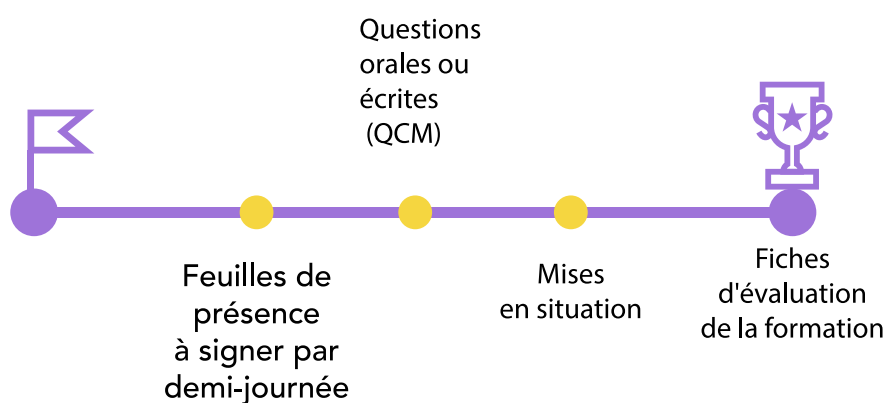 Questions
orales ou
écrites
(QCM)
Feuilles de
présence
à signer par
demi-journée
Mises
en situation
Fiches
d'évaluation
de la formation